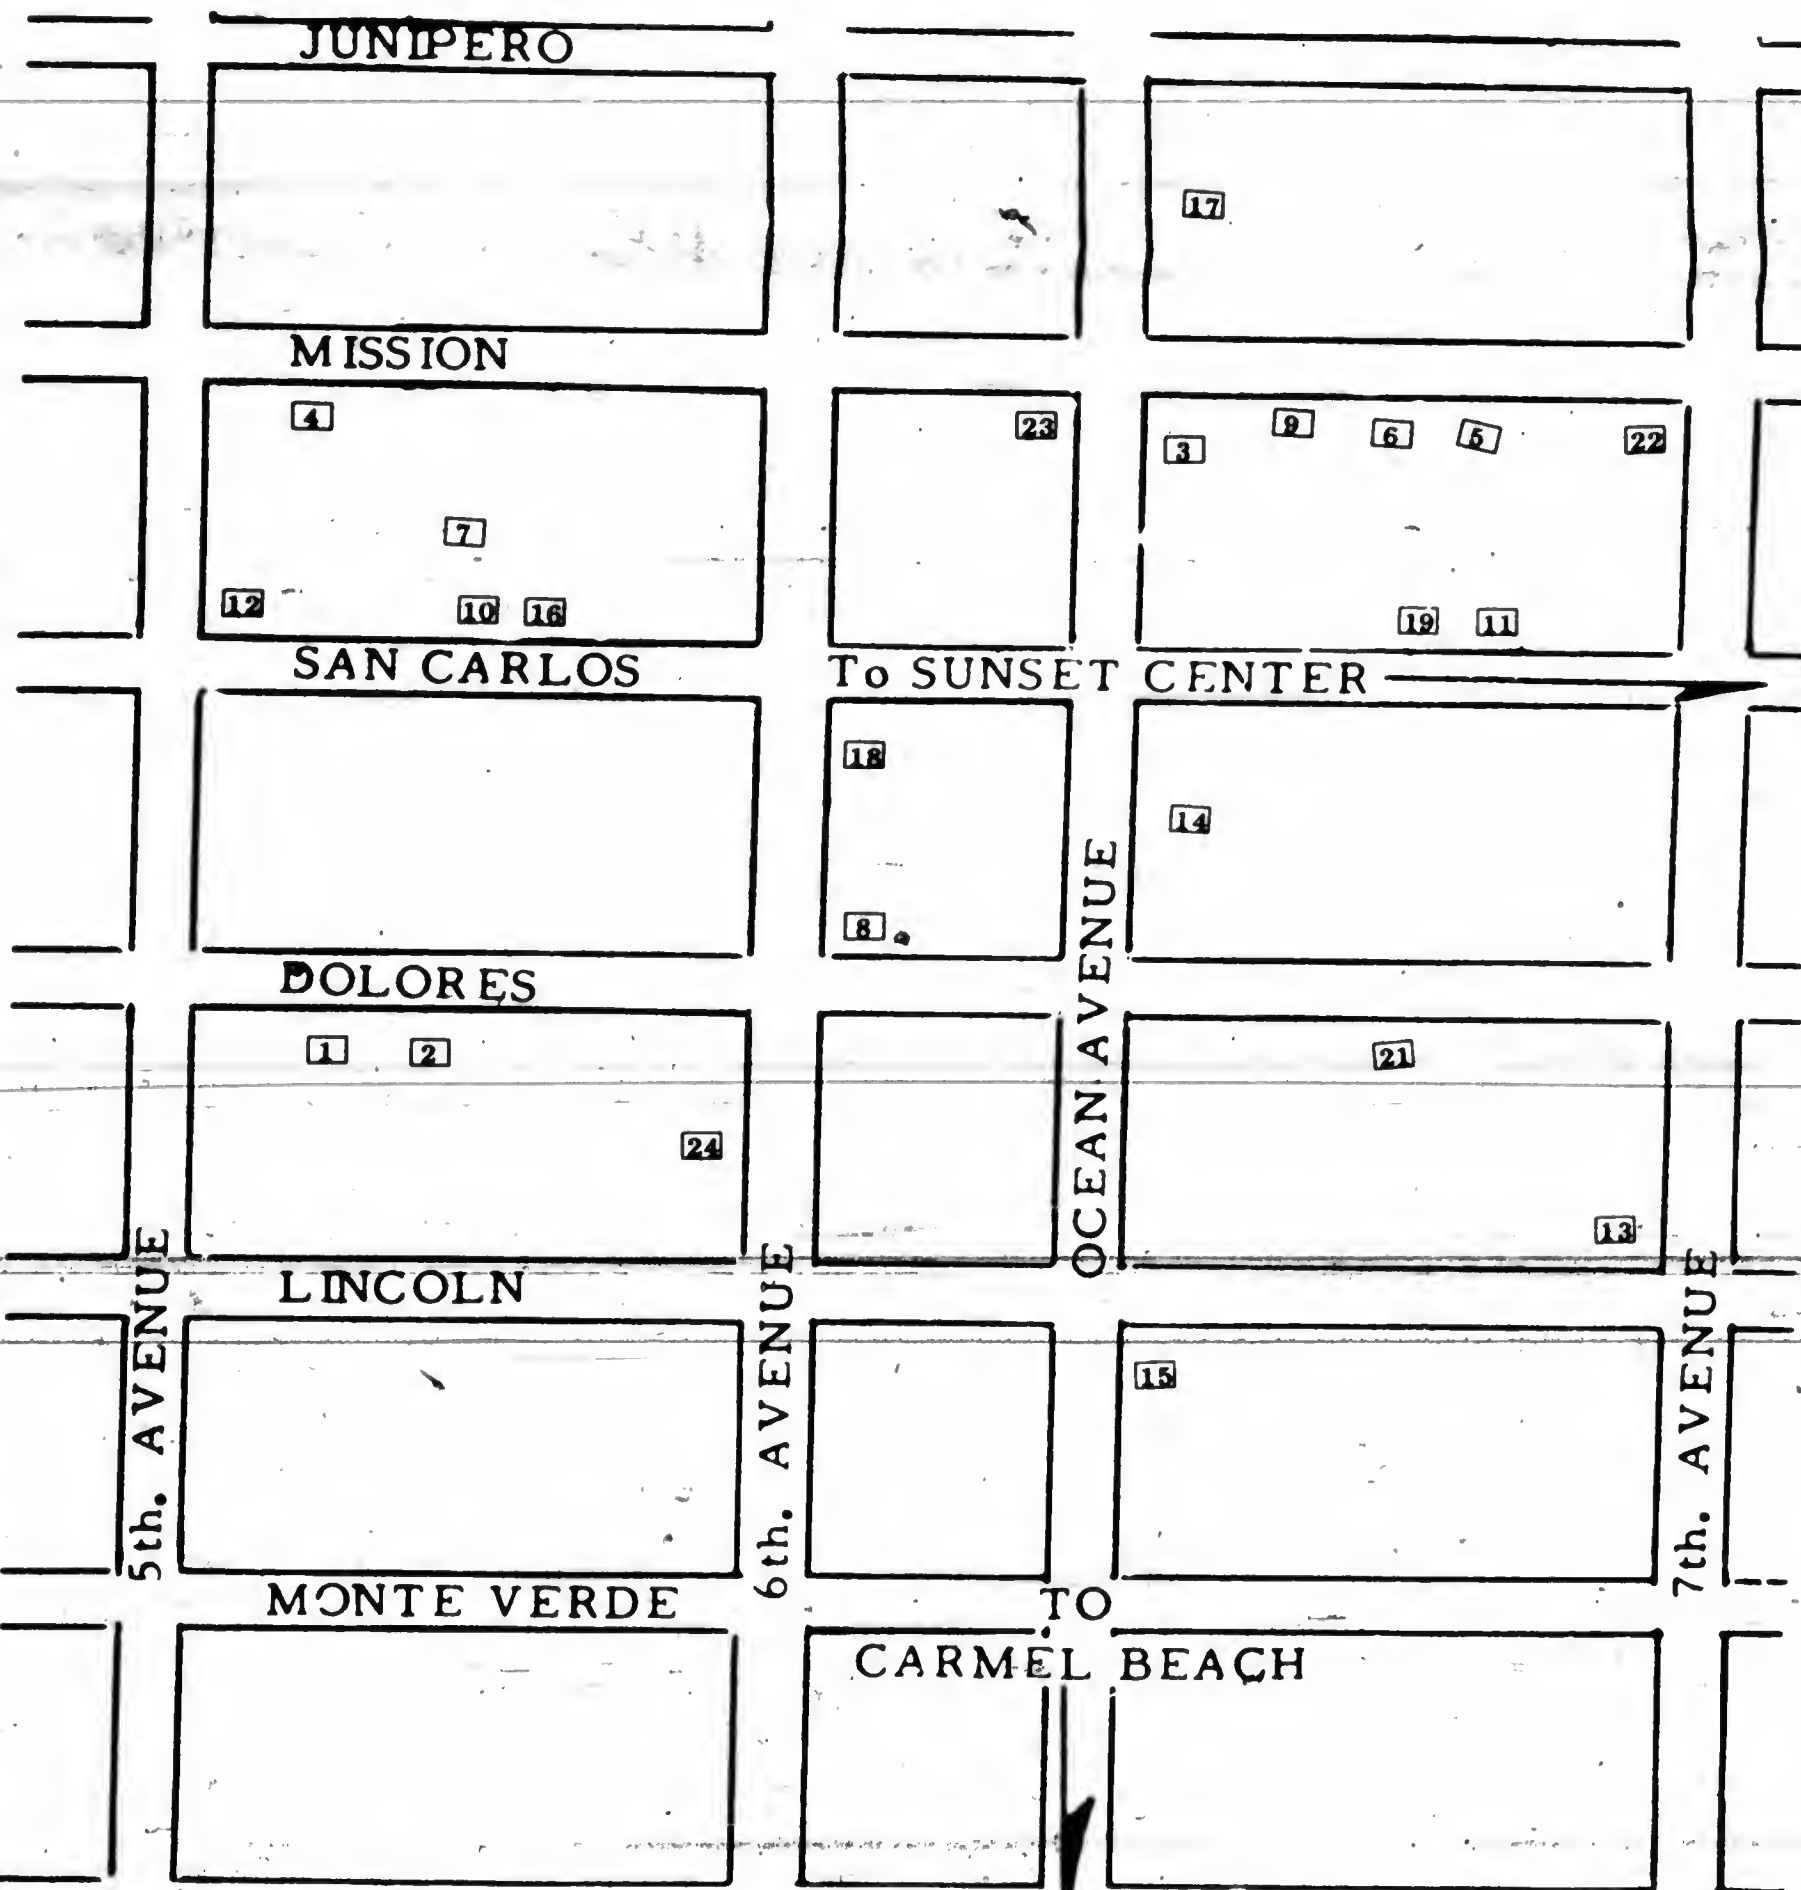 JUNIPERO
17
MISSION
4
23
3
9
6
5
22
7
12
10
16
19
11
SAN CARLOS
To SUNSET CENTER
18
14
8
DOLORES
1
2
21
24
13
LINCOLN
15
5th. AVENUE
6th. AVENUE
OCEAN AVENUE
7th. AVENUE
MONTE VERDE
TO
CARMEL BEACH